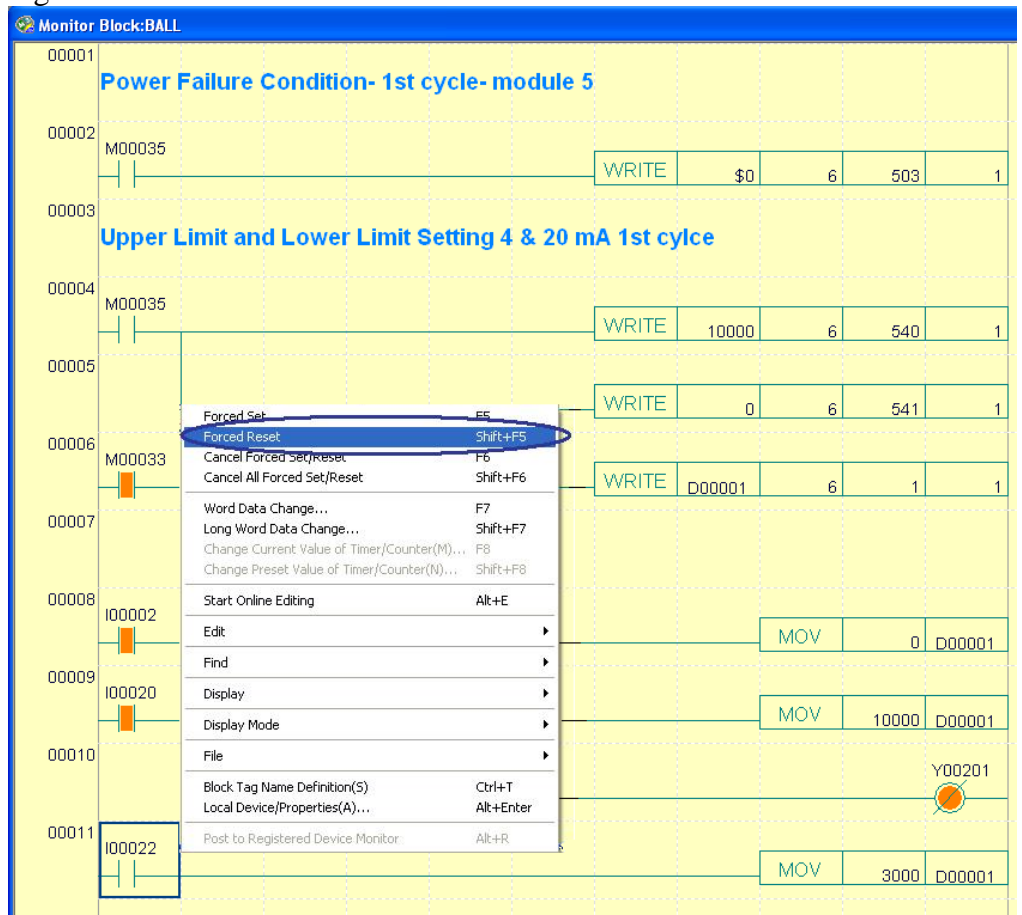 Monitor Block:BALL
00001
Power Failure Condition- 1st cycle- module 5
00002
M00035
WRITE $0 6 503 1
00003
Upper Limit and Lower Limit Setting 4 & 20 mA 1st cylce
00004
M00035
WRITE 10000 6 540 1
00005
WRITE 0 6 541 1
Forced Set F5
Forced Reset Shift+F5
Cancel Forced Set/Reset F6
Cancel All Forced Set/Reset Shift+F6
Word Data Change... F7
Long Word Data Change... Shift+F7
Change Current Value of Timer/Counter(M)... F8
Change Preset Value of Timer/Counter(N)... Shift+F8
Start Online Editing Alt+E
Edit
Find
Display
Display Mode
File
Block Tag Name Definition(S) Ctrl+T
Local Device/Properties(A)... Alt+Enter
Post to Registered Device Monitor Alt+R
00006
M00033
WRITE D00001 6 1 1
00007
00008
I00002
MOV 0 D00001
00009
I00020
MOV 10000 D00001
00010
Y00201
00011
I00022
MOV 3000 D00001